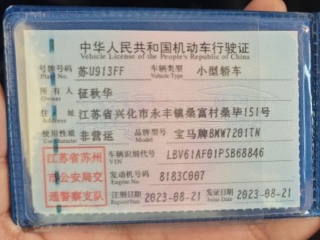 中华人民共和国机动车行驶证
Vehicle License of the People's Republic of China
号牌号码 苏U913FF 车辆类型 小型轿车
Plate No. Vehicle Type
所有人 征秋华
Owner
住址 江苏省兴化市永丰镇桑富村桑毕151号
Address
使用性质 非营运 品牌型号 宝马牌BMW7201TN
Use Character Model
江苏省苏州市公安局交通警察支队
车辆识别代号 LBV61AF01PSB68846
VIN
发动机号码 8183C007
Engine No.
注册日期 2023-08-21 发证日期 2023-08-21
Register Date Issue Date